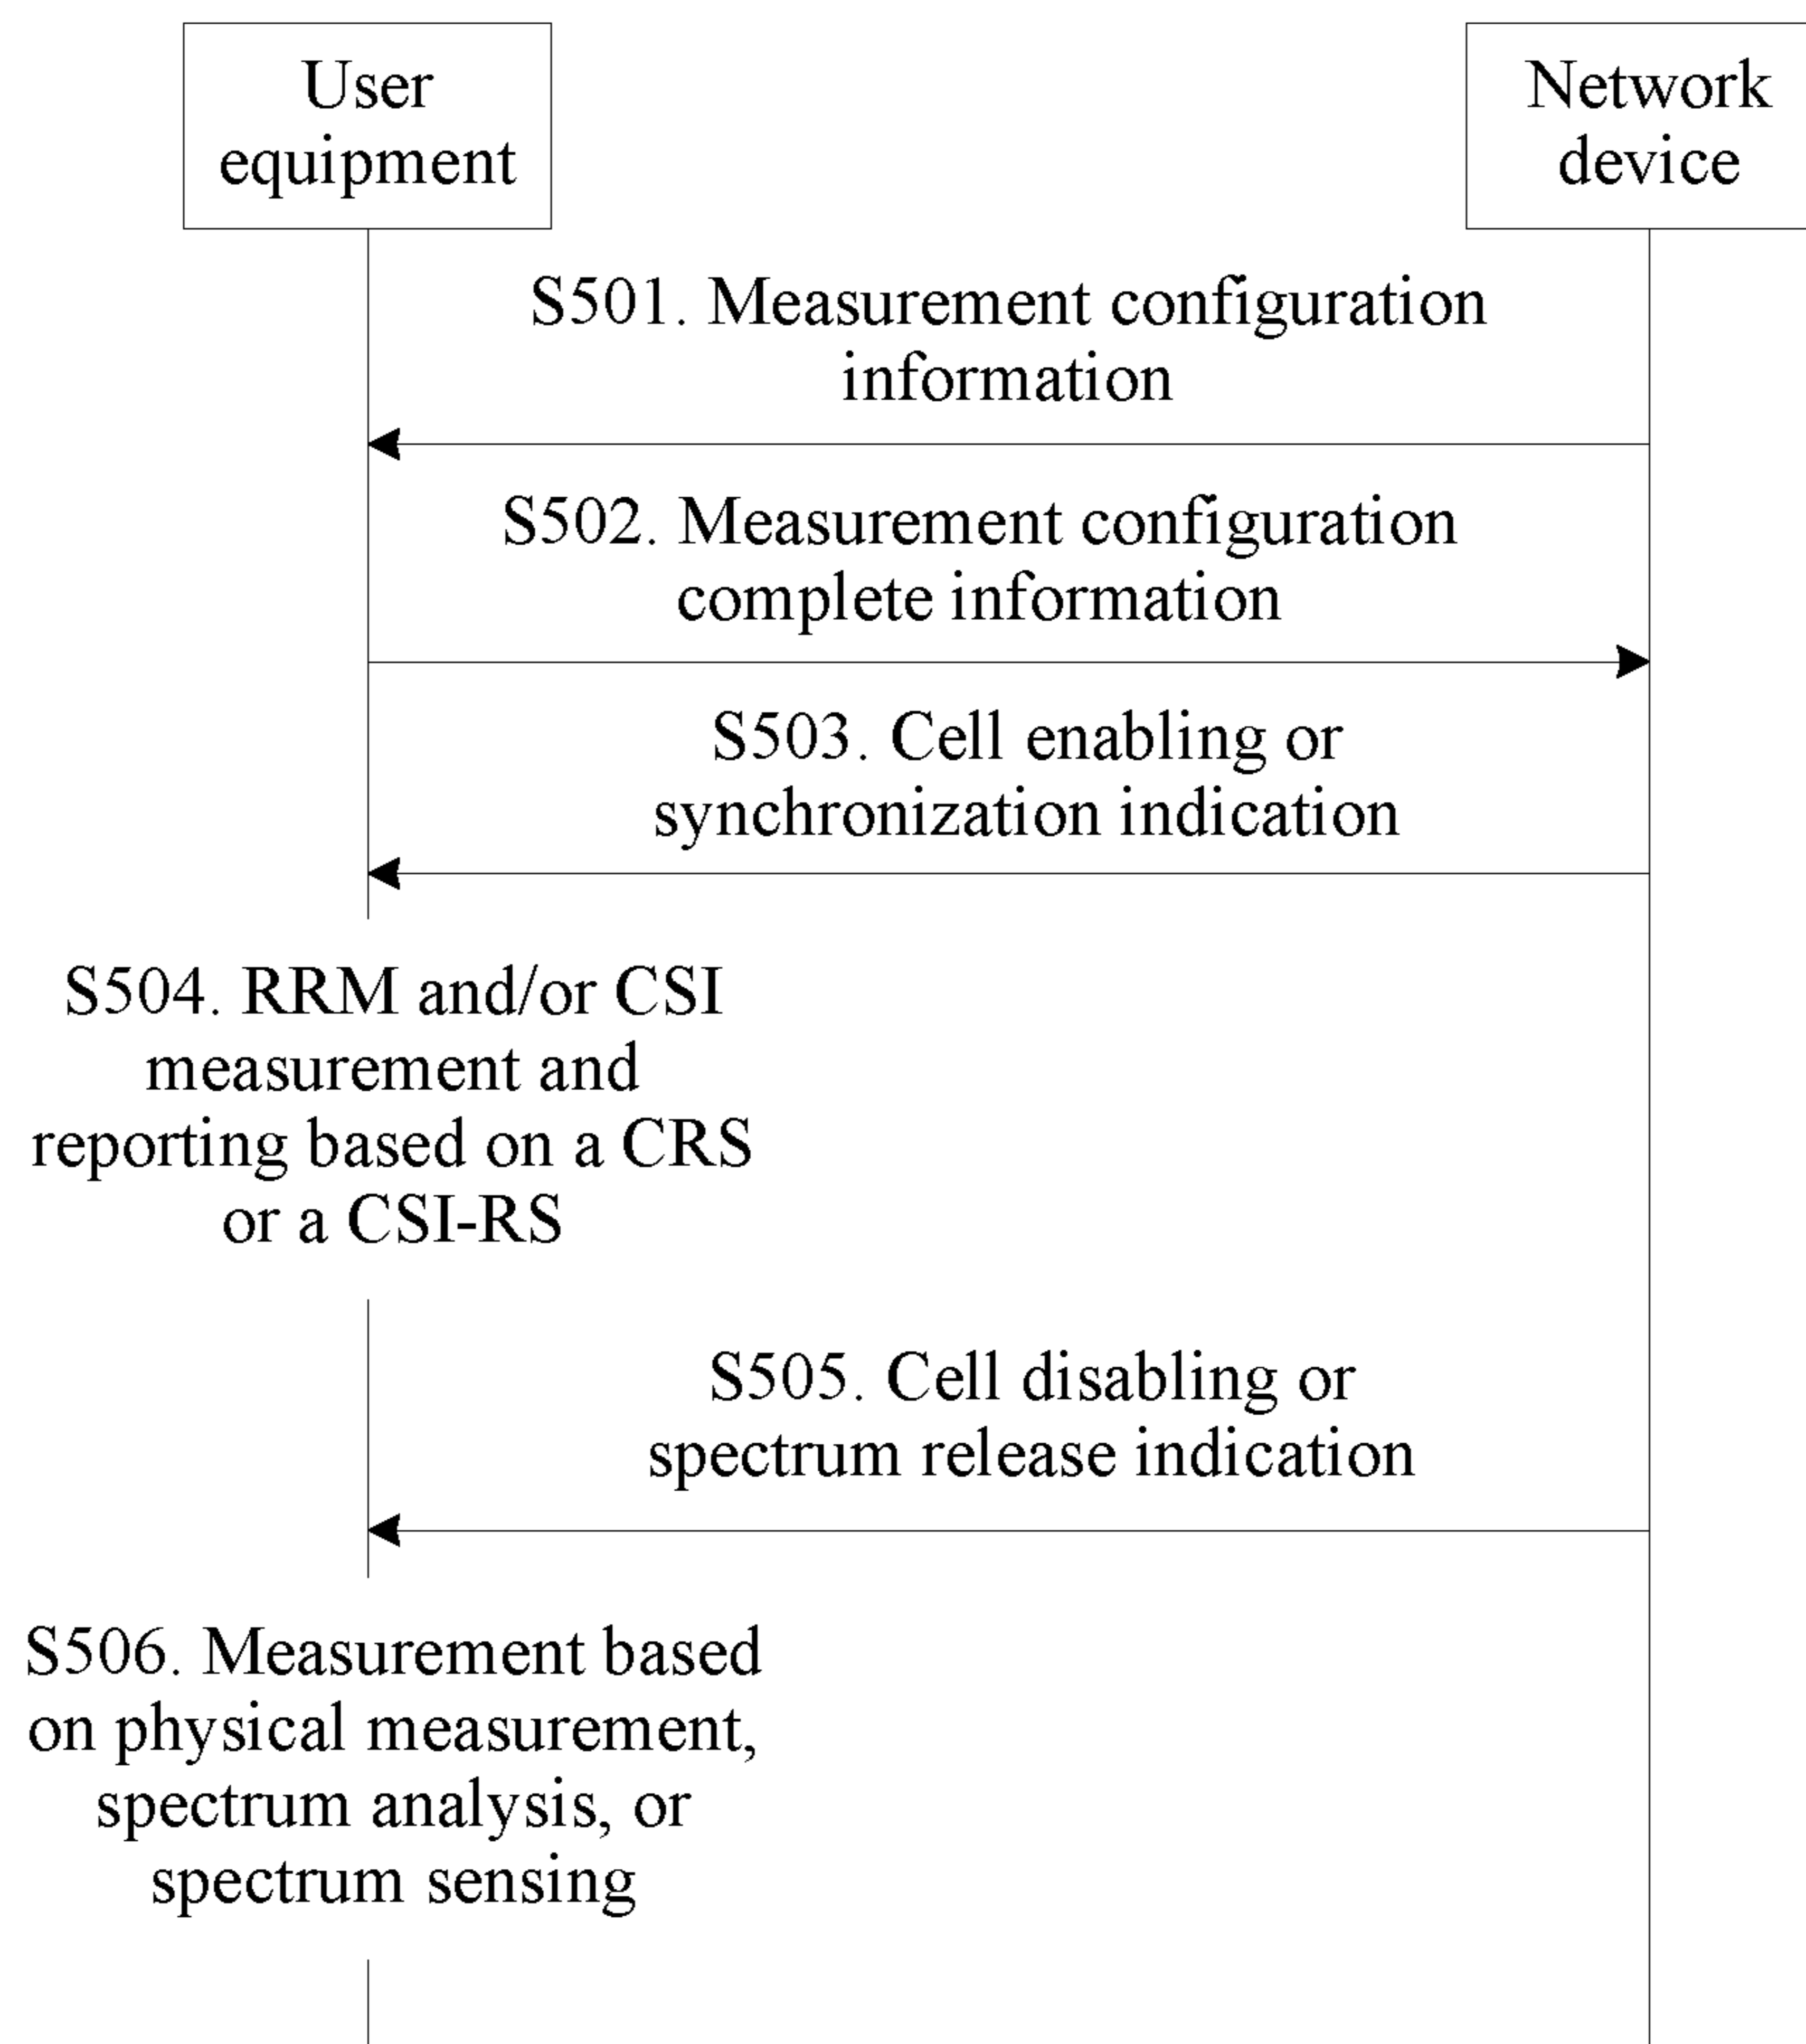 User
equipment
Network
device
S501. Measurement configuration
information
S502. Measurement configuration
complete information
S503. Cell enabling or
synchronization indication
S504. RRM and/or CSI
measurement and
reporting based on a CRS
or a CSI-RS
S505. Cell disabling or
spectrum release indication
S506. Measurement based
on physical measurement,
spectrum analysis, or
spectrum sensing